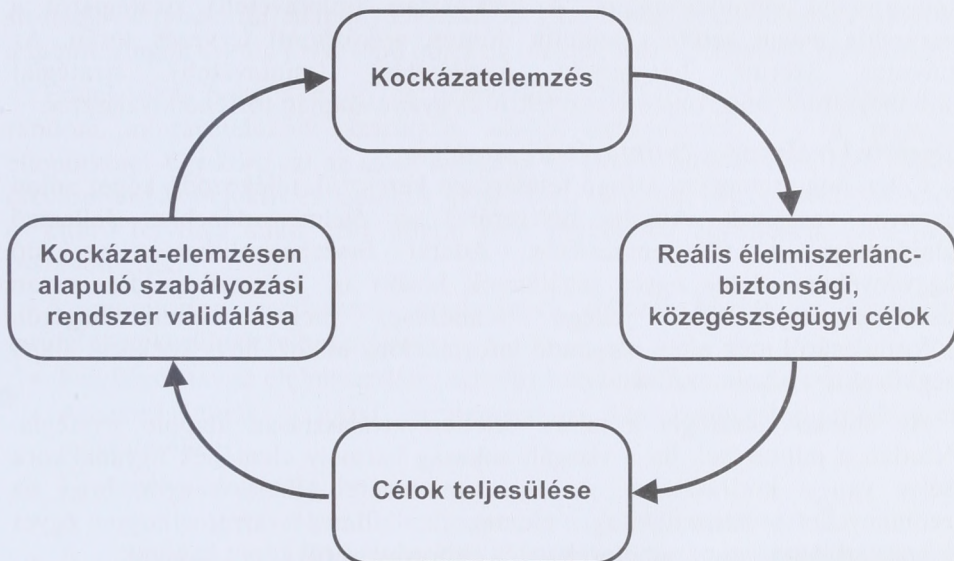 Kockázatelemzés
Kockázat-elemzésen
alapuló szabályozási
rendszer validálása
Reális élelmiszerlánc-
biztonsági,
közegészségügyi célok
Célok teljesülése